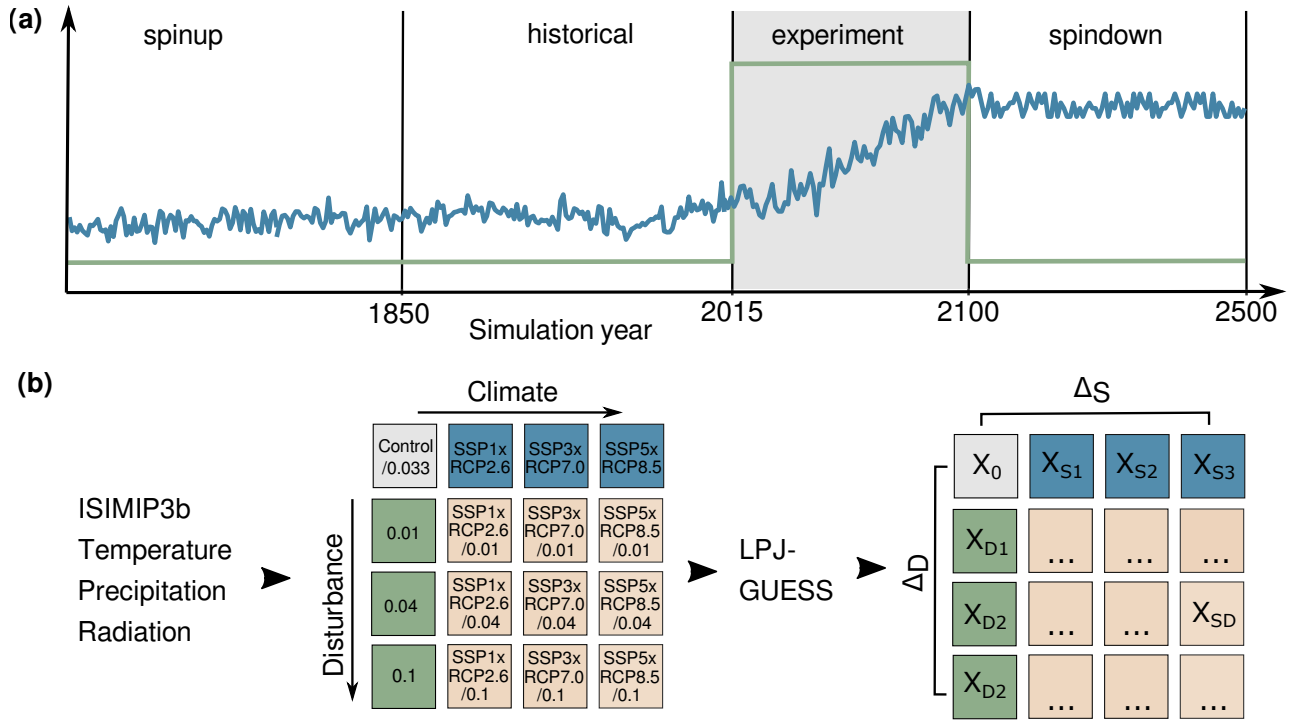 (a)
spinup
historical
experiment
spindown
1850
2015
2100
2500
Simulation year
(b)
ISIMIP3b
Temperature
Precipitation
Radiation
Climate
Disturbance
Control
/0.033
SSP1x
RCP2.6
SSP3x
RCP7.0
SSP5x
RCP8.5
0.01
SSP1x
RCP2.6
/0.01
SSP3x
RCP7.0
/0.01
SSP5x
RCP8.5
/0.01
0.04
SSP1x
RCP2.6
/0.04
SSP3x
RCP7.0
/0.04
SSP5x
RCP8.5
/0.04
0.1
SSP1x
RCP2.6
/0.1
SSP3x
RCP7.0
/0.1
SSP5x
RCP8.5
/0.1
LPJ-
GUESS
ΔS
ΔD
X0
XS1
XS2
XS3
XD1
...
...
...
XD2
...
...
XSD
XD2
...
...
...